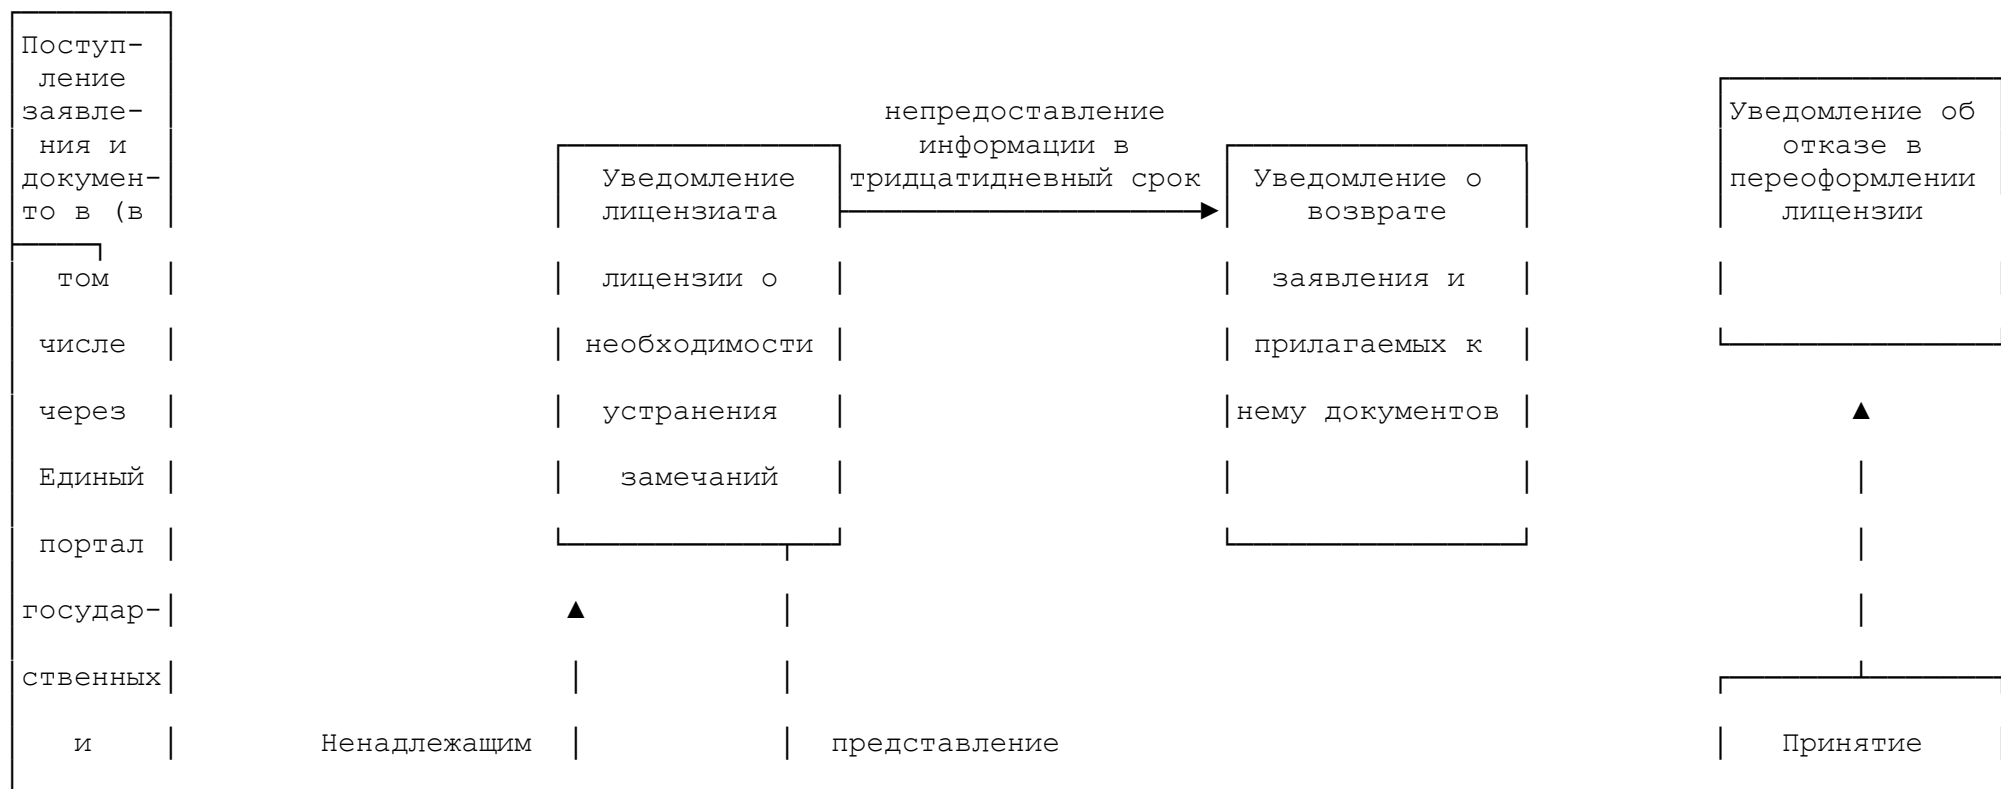 Поступ-
ление
заявле-
ния и
докумен-
то в (в
том
числе
через
Единый
портал
государ-
ственных
и
Ненадлежащим
Уведомление
лицензиата
лицензии о
необходимости
устранения
замечаний
представление
непредоставление
информации в
тридцатидневный срок
Уведомление о
возврате
заявления и
прилагаемых к
нему документов
Уведомление об
отказе в
переоформлении
лицензии
Принятие